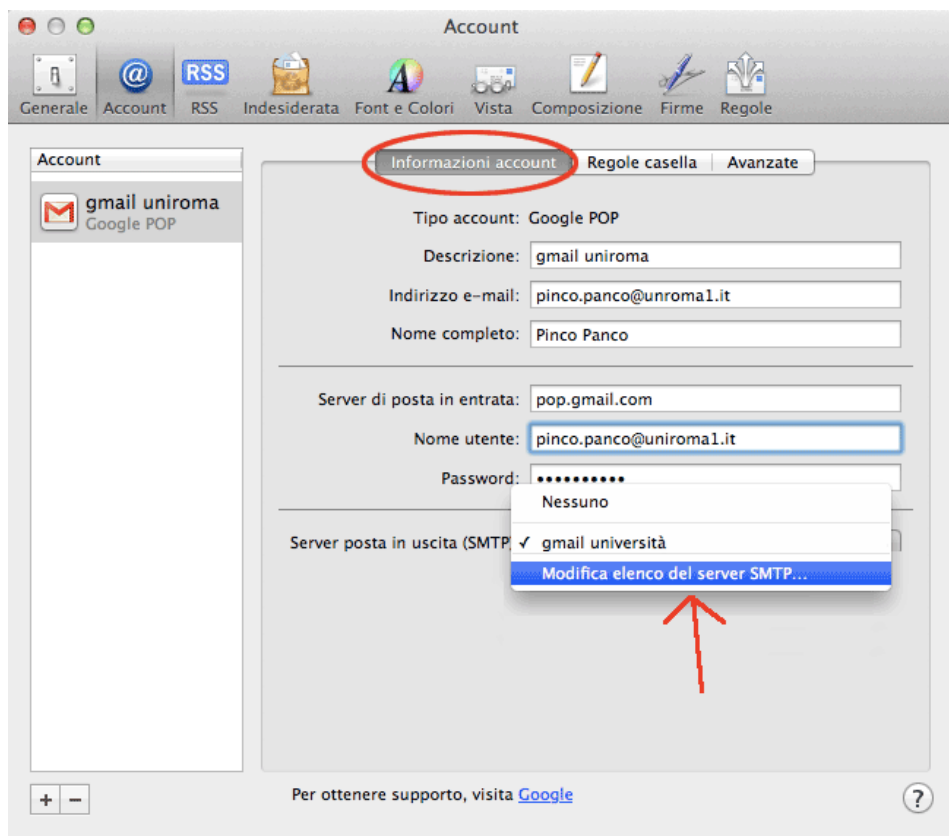 Account
RSS
Generale Account RSS Indesiderata Font e Colori Vista Composizione Firme Regole
Account
Informazioni account Regole casella Avanzate
gmail uniroma
Google POP
Tipo account: Google POP
Descrizione: gmail uniroma
Indirizzo e-mail: pinco.panco@unroma1.it
Nome completo: Pinco Panco
Server di posta in entrata: pop.gmail.com
Nome utente: pinco.panco@uniroma1.it
Password: ••••••••••
Nessuno
Server posta in uscita (SMTP) ✓ gmail università
Modifica elenco del server SMTP...
+ −
Per ottenere supporto, visita Google
?